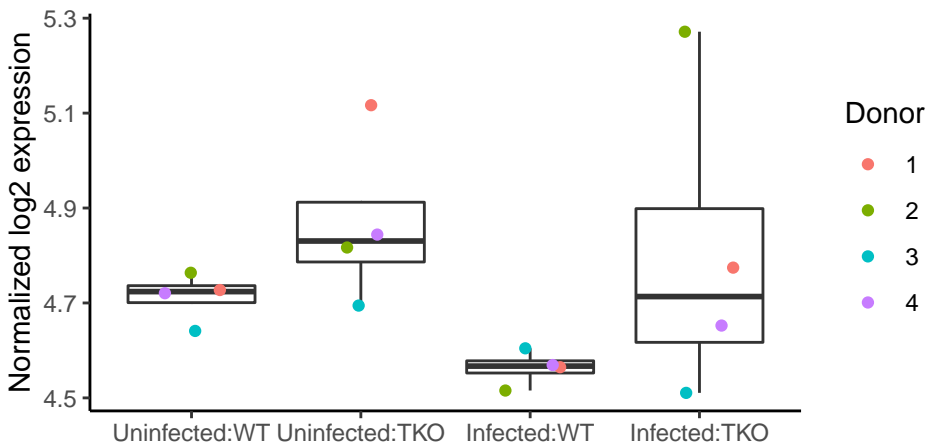 Normalized log2 expression
5.3
5.1
4.9
4.7
4.5
Uninfected:WT
Uninfected:TKO
Infected:WT
Infected:TKO
Donor
1
2
3
4